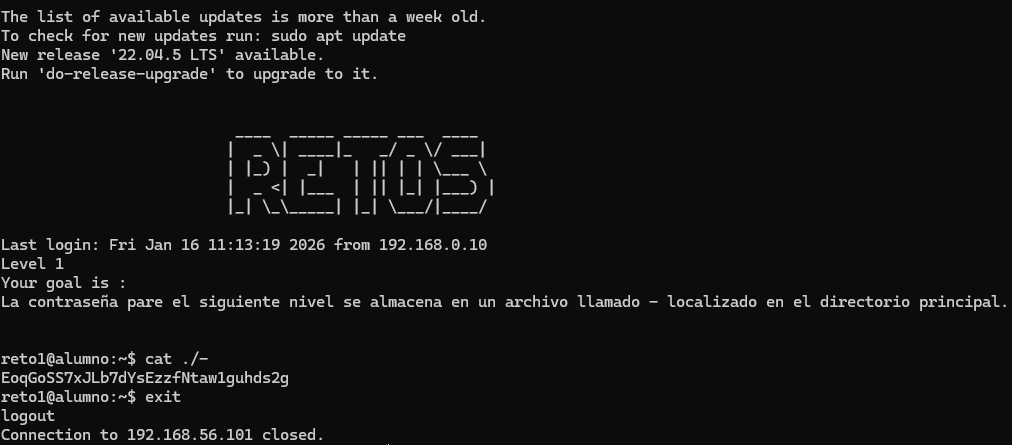 The list of available updates is more than a week old.
To check for new updates run: sudo apt update
New release '22.04.5 LTS' available.
Run 'do-release-upgrade' to upgrade to it.
RETOS
Last login: Fri Jan 16 11:13:19 2026 from 192.168.0.10
Level 1
Your goal is :
La contraseña pare el siguiente nivel se almacena en un archivo llamado - localizado en el directorio principal.
reto1@alumno:~$ cat ./-
EoqGoSS7xJLb7dYsEzzfNtaw1guhds2g
reto1@alumno:~$ exit
logout
Connection to 192.168.56.101 closed.